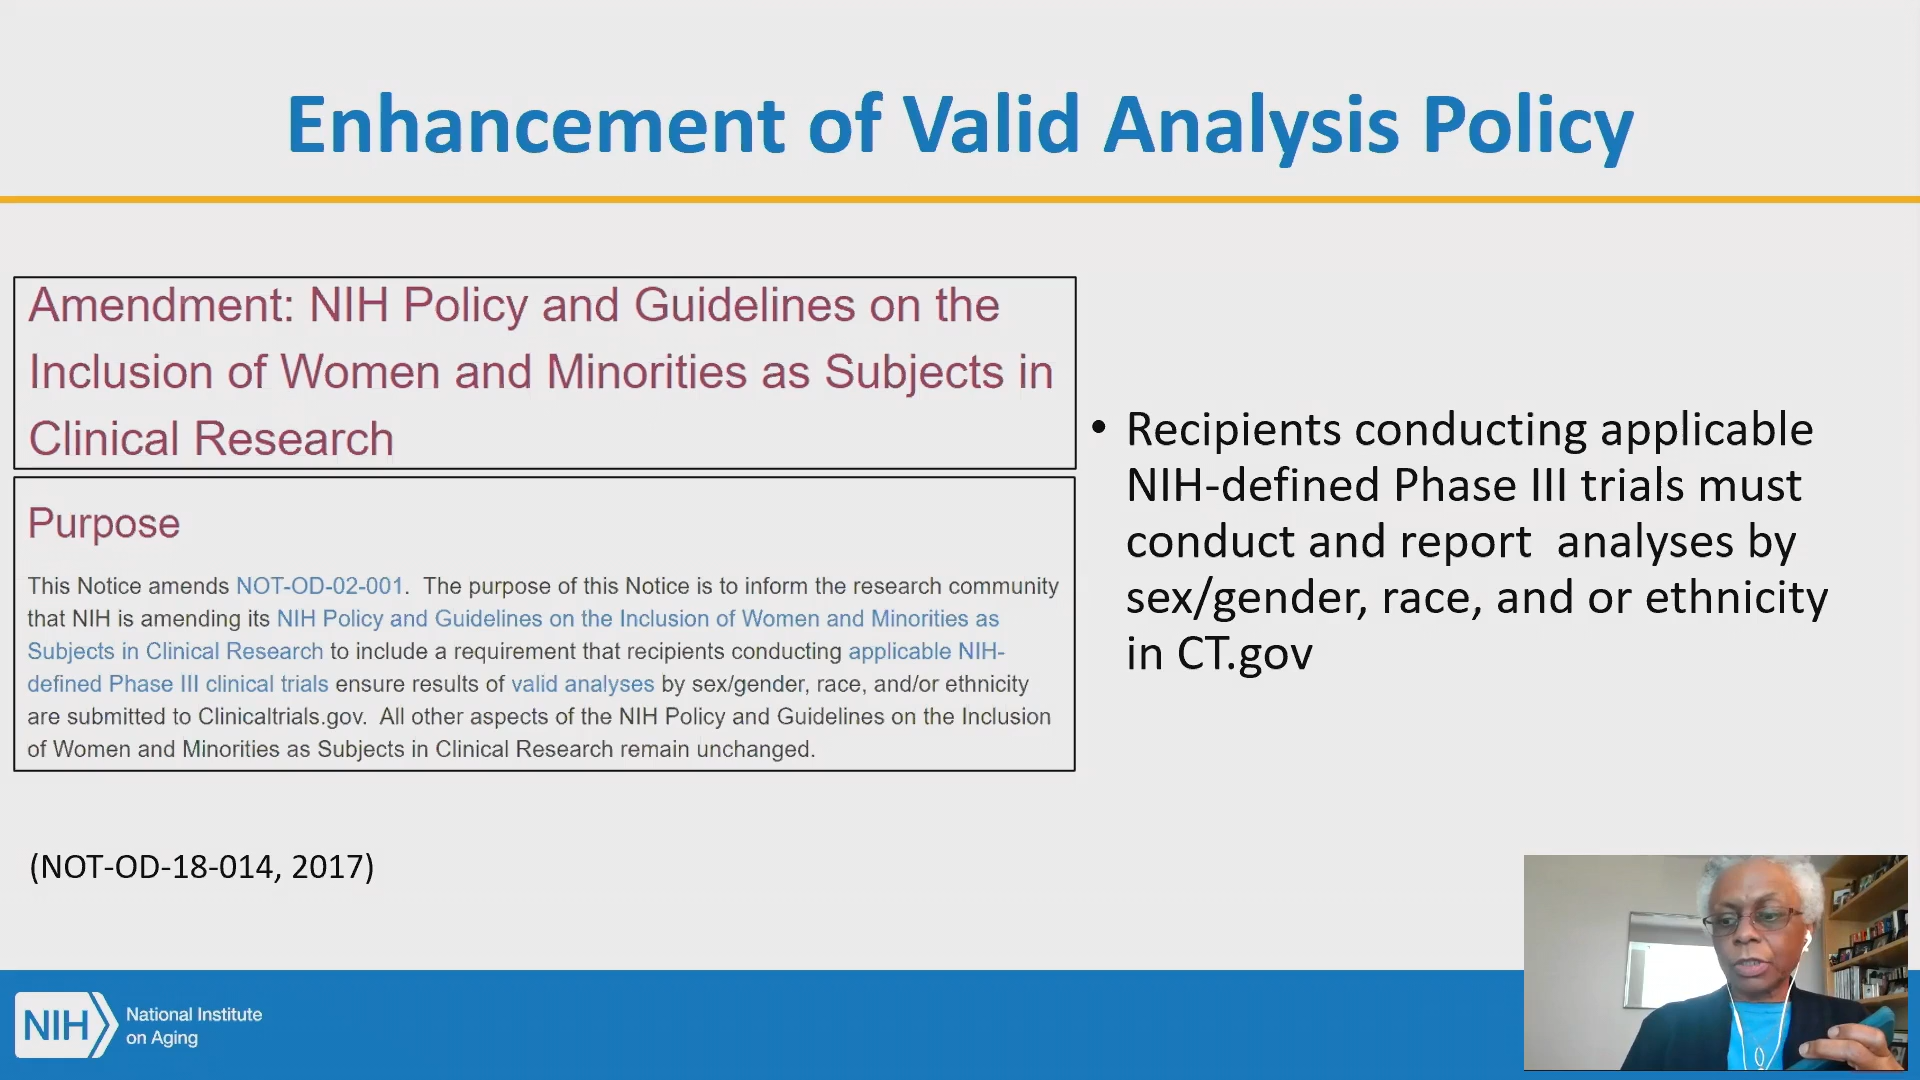 Enhancement of Valid Analysis Policy
Amendment: NIH Policy and Guidelines on the
Inclusion of Women and Minorities as Subjects in
Clinical Research
Purpose
This Notice amends NOT-OD-02-001. The purpose of this Notice is to inform the research community
that NIH is amending its NIH Policy and Guidelines on the Inclusion of Women and Minorities as
Subjects in Clinical Research to include a requirement that recipients conducting applicable NIH-
defined Phase III clinical trials ensure results of valid analyses by sex/gender, race, and/or ethnicity
are submitted to Clinicaltrials.gov. All other aspects of the NIH Policy and Guidelines on the Inclusion
of Women and Minorities as Subjects in Clinical Research remain unchanged.
• Recipients conducting applicable
NIH-defined Phase III trials must
conduct and report analyses by
sex/gender, race, and or ethnicity
in CT.gov
(NOT-OD-18-014, 2017)
NIH
National Institute
on Aging